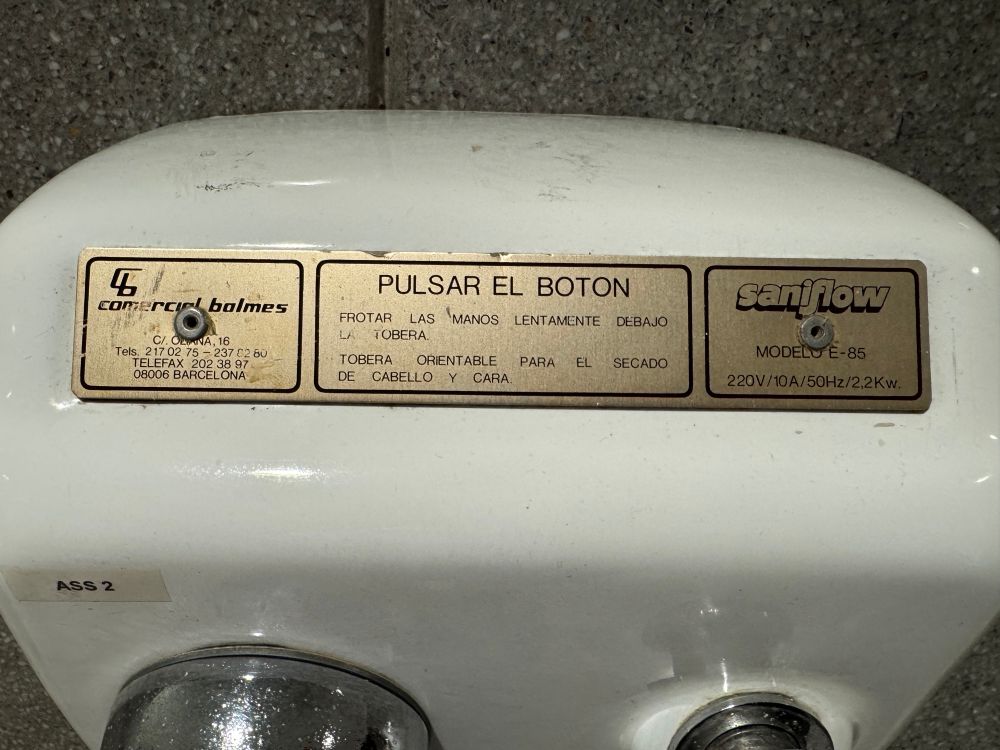 comercial balmes
C/. OLIANA, 16
Tels. 217 02 75 - 237 02 80
TELEFAX 202 38 97
08006 BARCELONA
PULSAR EL BOTON
FROTAR LAS MANOS LENTAMENTE DEBAJO
LA TOBERA.
TOBERA ORIENTABLE PARA EL SECADO
DE CABELLO Y CARA.
saniflow
MODELO E-85
220V/10A/50Hz/2,2Kw.
ASS 2